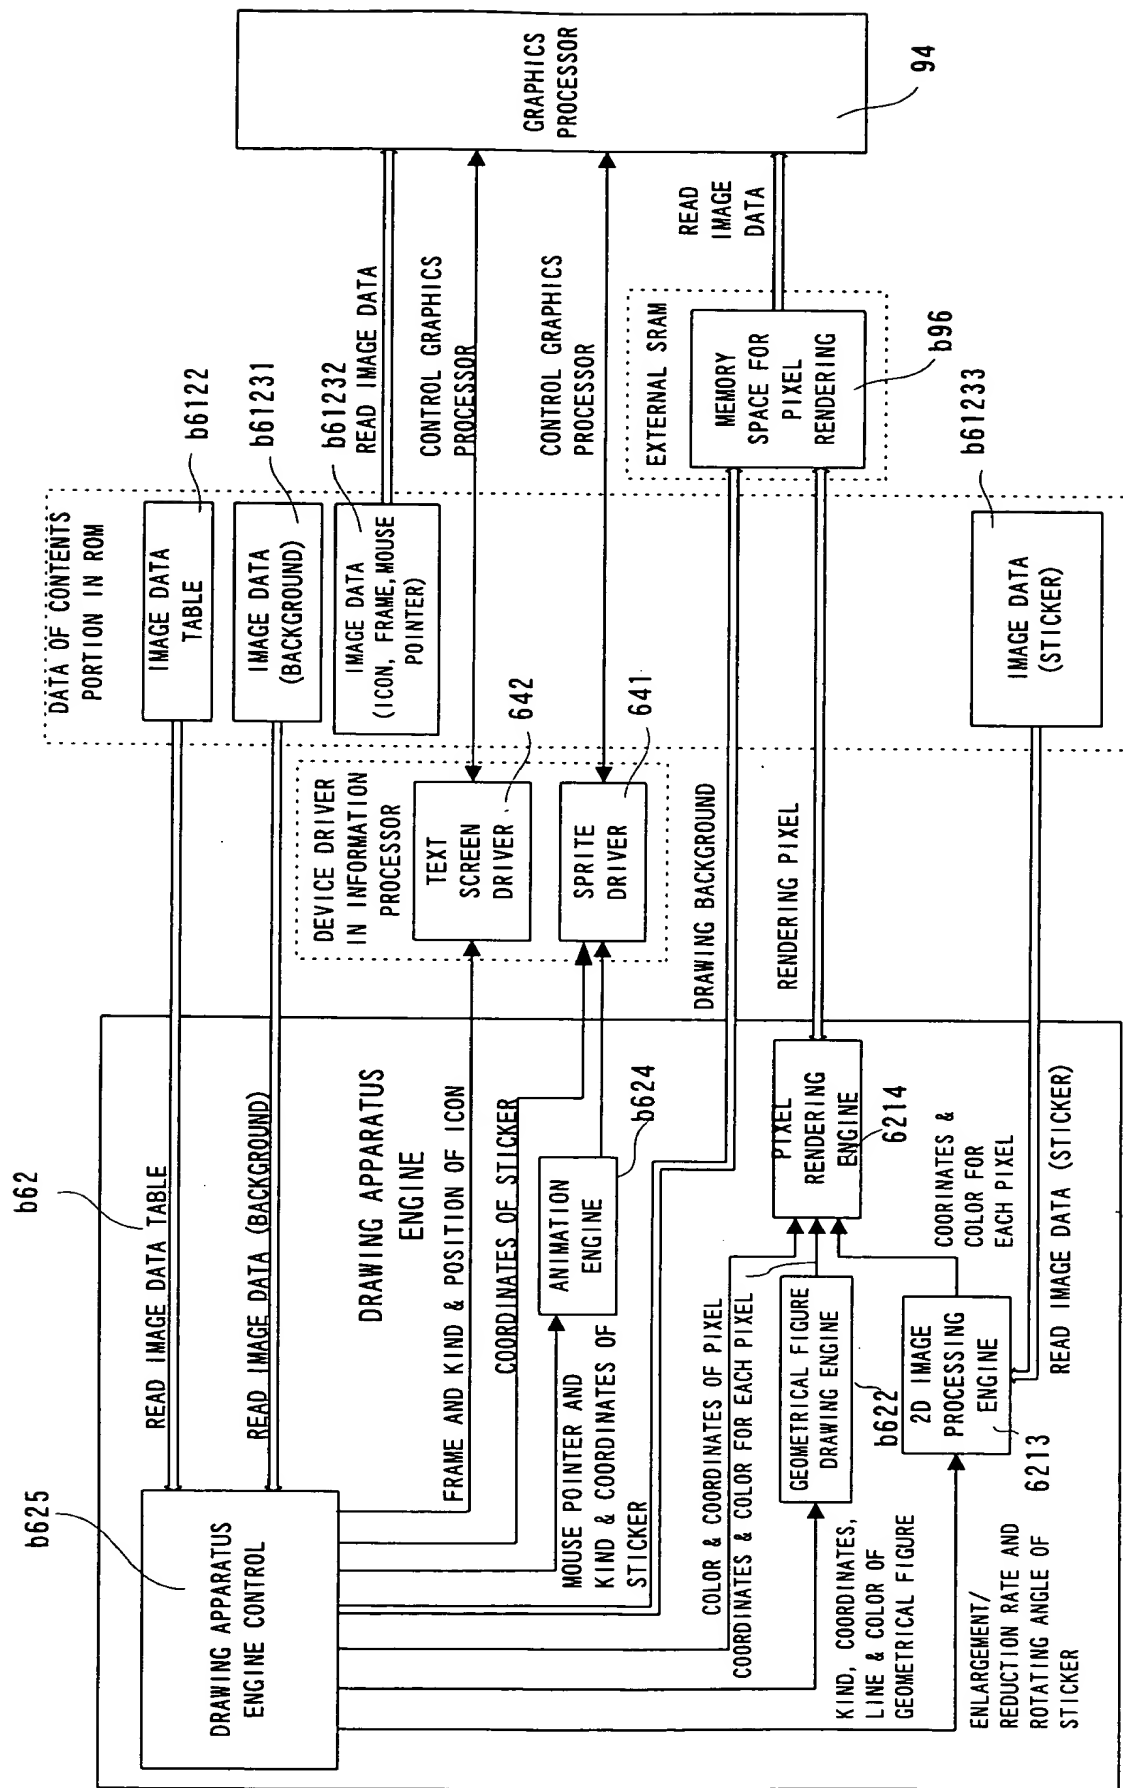 b62
b625
DRAWING APPARATUS
ENGINE CONTROL
READ IMAGE DATA TABLE
READ IMAGE DATA (BACKGROUND)
DRAWING APPARATUS
ENGINE
FRAME AND KIND & POSITION OF ICON
COORDINATES OF STICKER
MOUSE POINTER AND
KIND & COORDINATES OF
STICKER
ANIMATION
ENGINE
b624
COLOR & COORDINATES OF PIXEL
COORDINATES & COLOR FOR EACH PIXEL
KIND, COORDINATES,
LINE & COLOR OF
GEOMETRICAL FIGURE
GEOMETRICAL FIGURE
DRAWING ENGINE
b622
ENLARGEMENT/
REDUCTION RATE AND
ROTATING ANGLE OF
STICKER
2D IMAGE
PROCESSING
ENGINE
6213
PIXEL
RENDERING
ENGINE
6214
COORINATES &
COLOR FOR
EACH PIXEL
READ IMAGE DATA (STICKER)
DEVICE DRIVER
IN INFORMATION
PROCESSOR
TEXT
SCREEN
DRIVER
642
SPRITE
DRIVER
641
DRAWING BACKGROUND
RENDERING PIXEL
DATA OF CONTENTS
PORTION IN ROM
IMAGE DATA
TABLE
b6122
IMAGE DATA
(BACKGROUND)
b61231
IMAGE DATA
(ICON, FRAME,MOUSE
POINTER)
b61232
IMAGE DATA
(STICKER)
b61233
READ IMAGE DATA
CONTROL GRAPHICS
PROCESSOR
CONTROL GRAPHICS
PROCESSOR
EXTERNAL SRAM
MEMORY
SPACE FOR
PIXEL
RENDERING
b96
READ
IMAGE
DATA
GRAPHICS
PROCESSOR
94